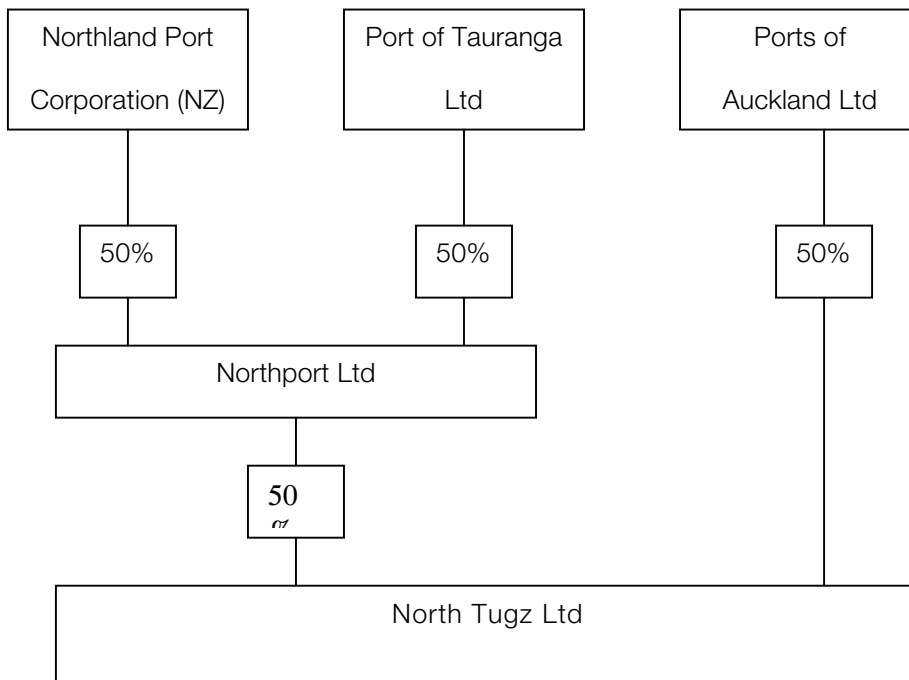 Northland Port
Corporation (NZ)
Port of Tauranga
Ltd
Ports of
Auckland Ltd
50%
50%
50%
Northport Ltd
50
%
North Tugz Ltd